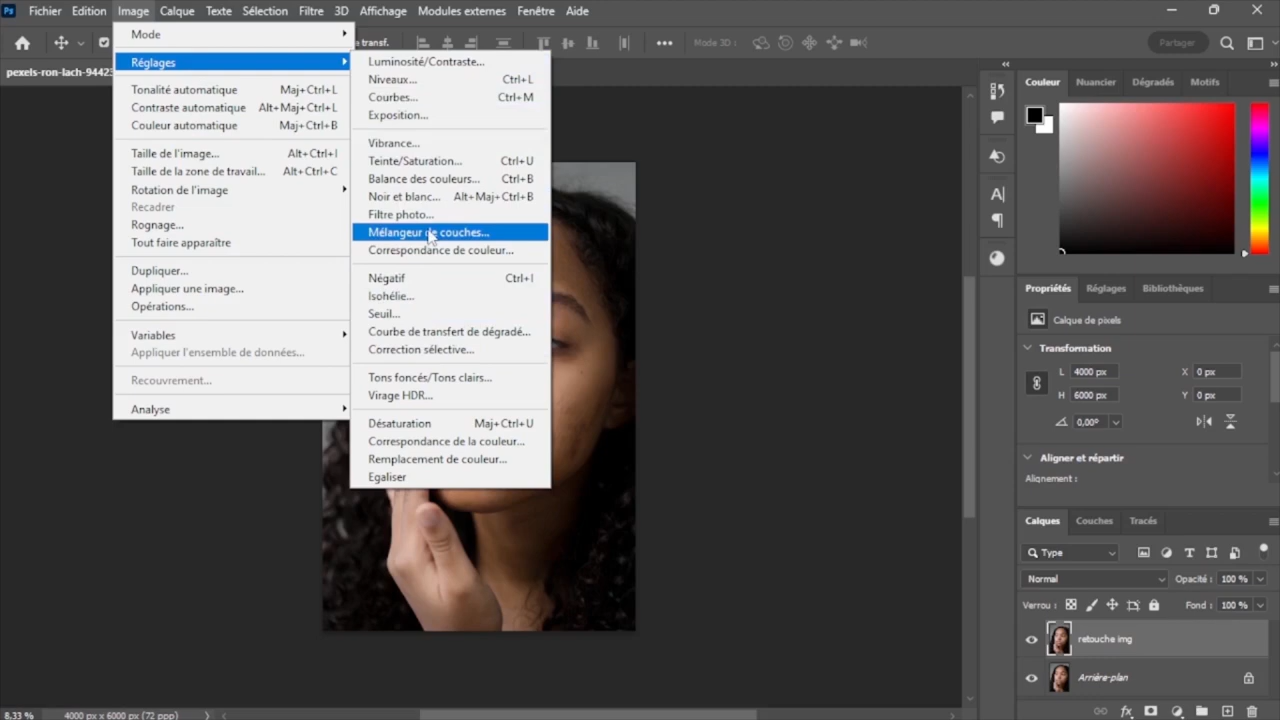 Ps Fichier Edition Image Calque Texte Sélection Filtre 3D Affichage Modules externes Fenêtre Aide
transf. ••• Mode 3D : Partager
pexels-ron-lach-94423
Mode
Réglages
Tonalité automatique Maj+Ctrl+L
Contraste automatique Alt+Maj+Ctrl+L
Couleur automatique Maj+Ctrl+B
Taille de l'image... Alt+Ctrl+I
Taille de la zone de travail... Alt+Ctrl+C
Rotation de l'image
Recadrer
Rognage...
Tout faire apparaître
Dupliquer...
Appliquer une image...
Opérations...
Variables
Appliquer l'ensemble de données...
Recouvrement...
Analyse
Luminosité/Contraste...
Niveaux... Ctrl+L
Courbes... Ctrl+M
Exposition...
Vibrance...
Teinte/Saturation... Ctrl+U
Balance des couleurs... Ctrl+B
Noir et blanc... Alt+Maj+Ctrl+B
Filtre photo...
Mélangeur de couches...
Correspondance de couleur...
Négatif Ctrl+I
Isohélie...
Seuil...
Courbe de transfert de dégradé...
Correction sélective...
Tons foncés/Tons clairs...
Virage HDR...
Désaturation Maj+Ctrl+U
Correspondance de la couleur...
Remplacement de couleur...
Egaliser
Couleur Nuancier Dégradés Motifs
Propriétés Réglages Bibliothèques
Calque de pixels
Transformation
L 4000 px X 0 px
H 6000 px Y 0 px
0,00°
Aligner et répartir
Alignement :
Calques Couches Tracés
Type
Normal Opacité : 100 %
Verrou : Fond : 100 %
retouche img
Arrière-plan
fx
8,33 % 4000 px x 6000 px (72 ppp)